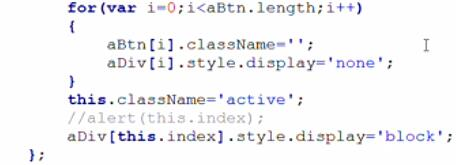 for(var i=0;i<aBtn.length;i++)
{
aBtn[i].className='';
aDiv[i].style.display='none';
}
this.className='active';
//alert(this.index);
aDiv[this.index].style.display='block';
};